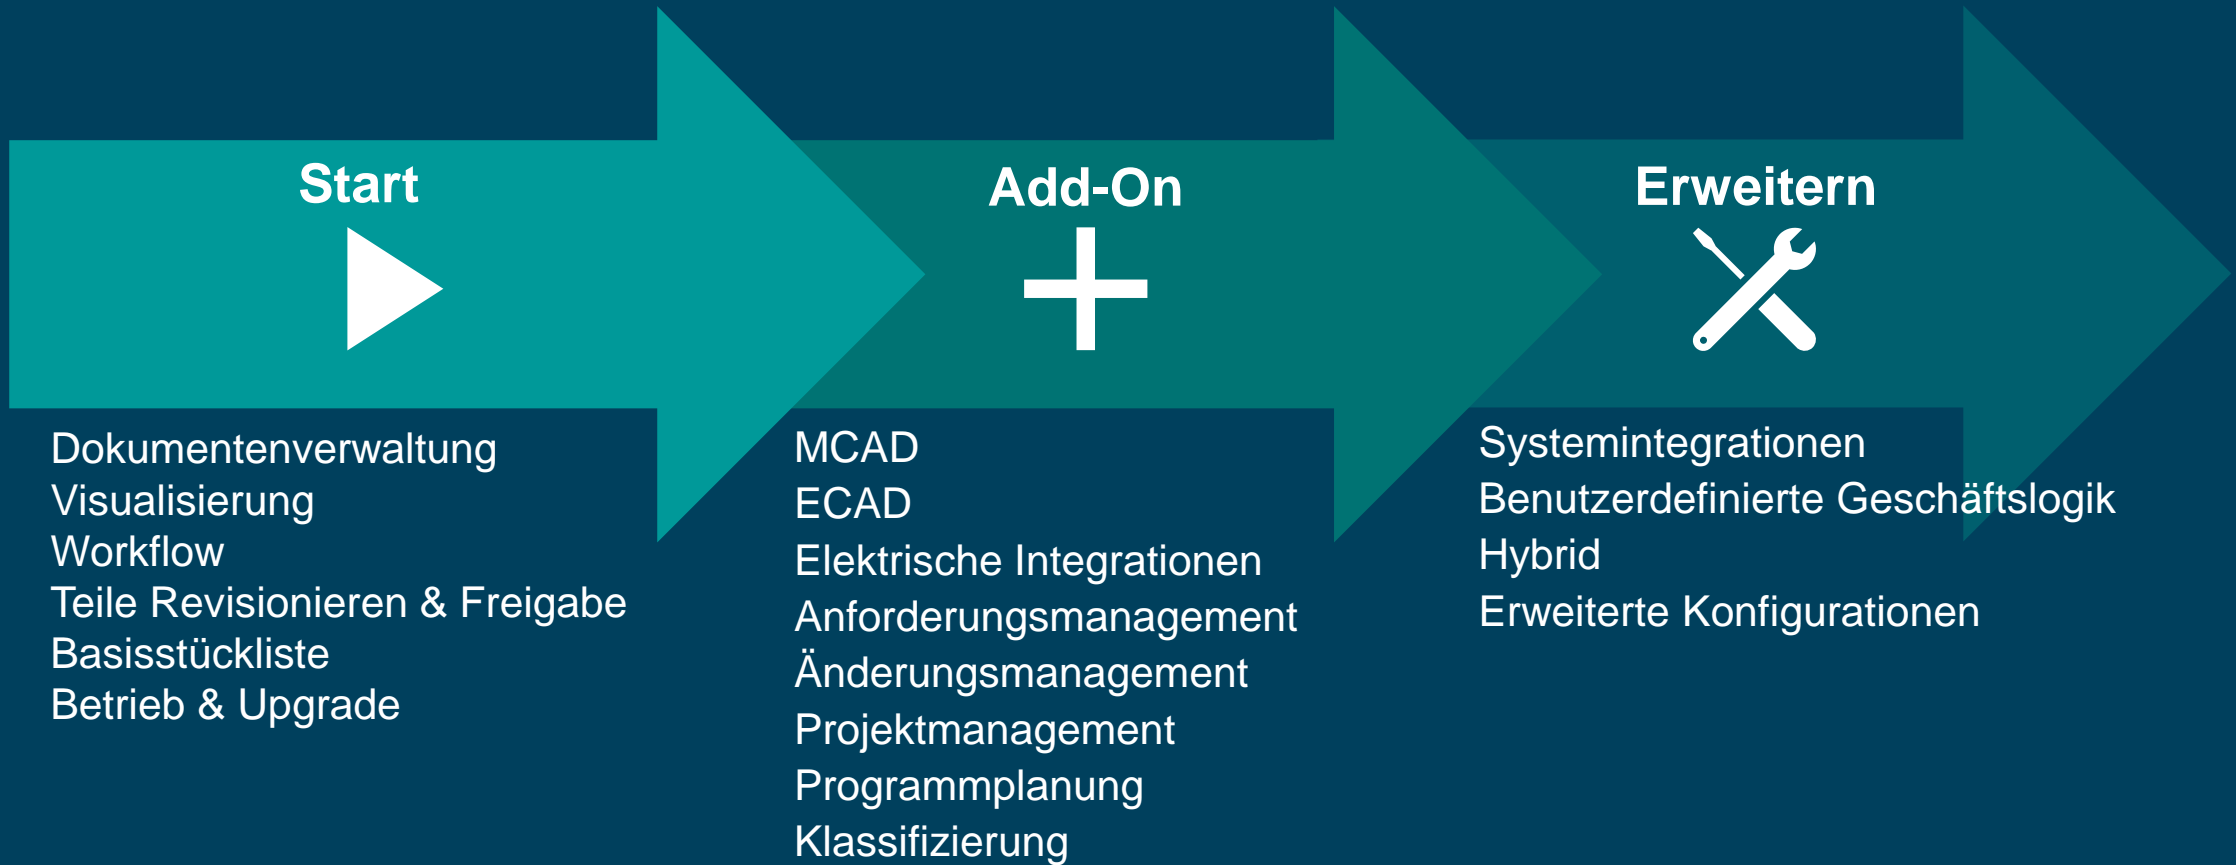 Start
Dokumentenverwaltung
Visualisierung
Workflow
Teile Revisionieren & Freigabe
Basisstückliste
Betrieb & Upgrade
Add-On
MCAD
ECAD
Elektrische Integrationen
Anforderungsmanagement
Änderungsmanagement
Projektmanagement
Programmplanung
Klassifizierung
Erweitern
Systemintegrationen
Benutzerdefinierte Geschäftslogik
Hybrid
Erweiterte Konfigurationen